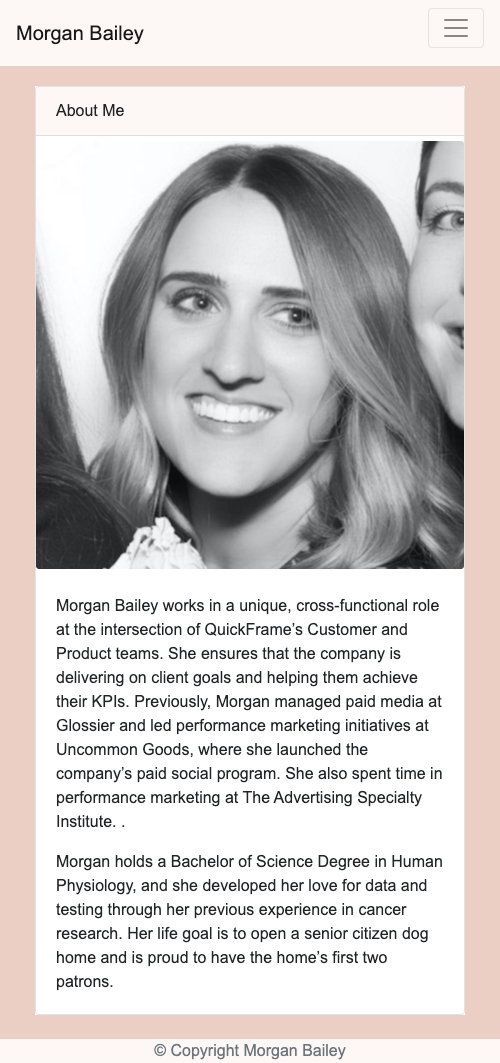 Morgan Bailey
About Me
Morgan Bailey works in a unique, cross-functional role
at the intersection of QuickFrame’s Customer and
Product teams. She ensures that the company is
delivering on client goals and helping them achieve
their KPIs. Previously, Morgan managed paid media at
Glossier and led performance marketing initiatives at
Uncommon Goods, where she launched the
company’s paid social program. She also spent time in
performance marketing at The Advertising Specialty
Institute. .
Morgan holds a Bachelor of Science Degree in Human
Physiology, and she developed her love for data and
testing through her previous experience in cancer
research. Her life goal is to open a senior citizen dog
home and is proud to have the home’s first two
patrons.
© Copyright Morgan Bailey